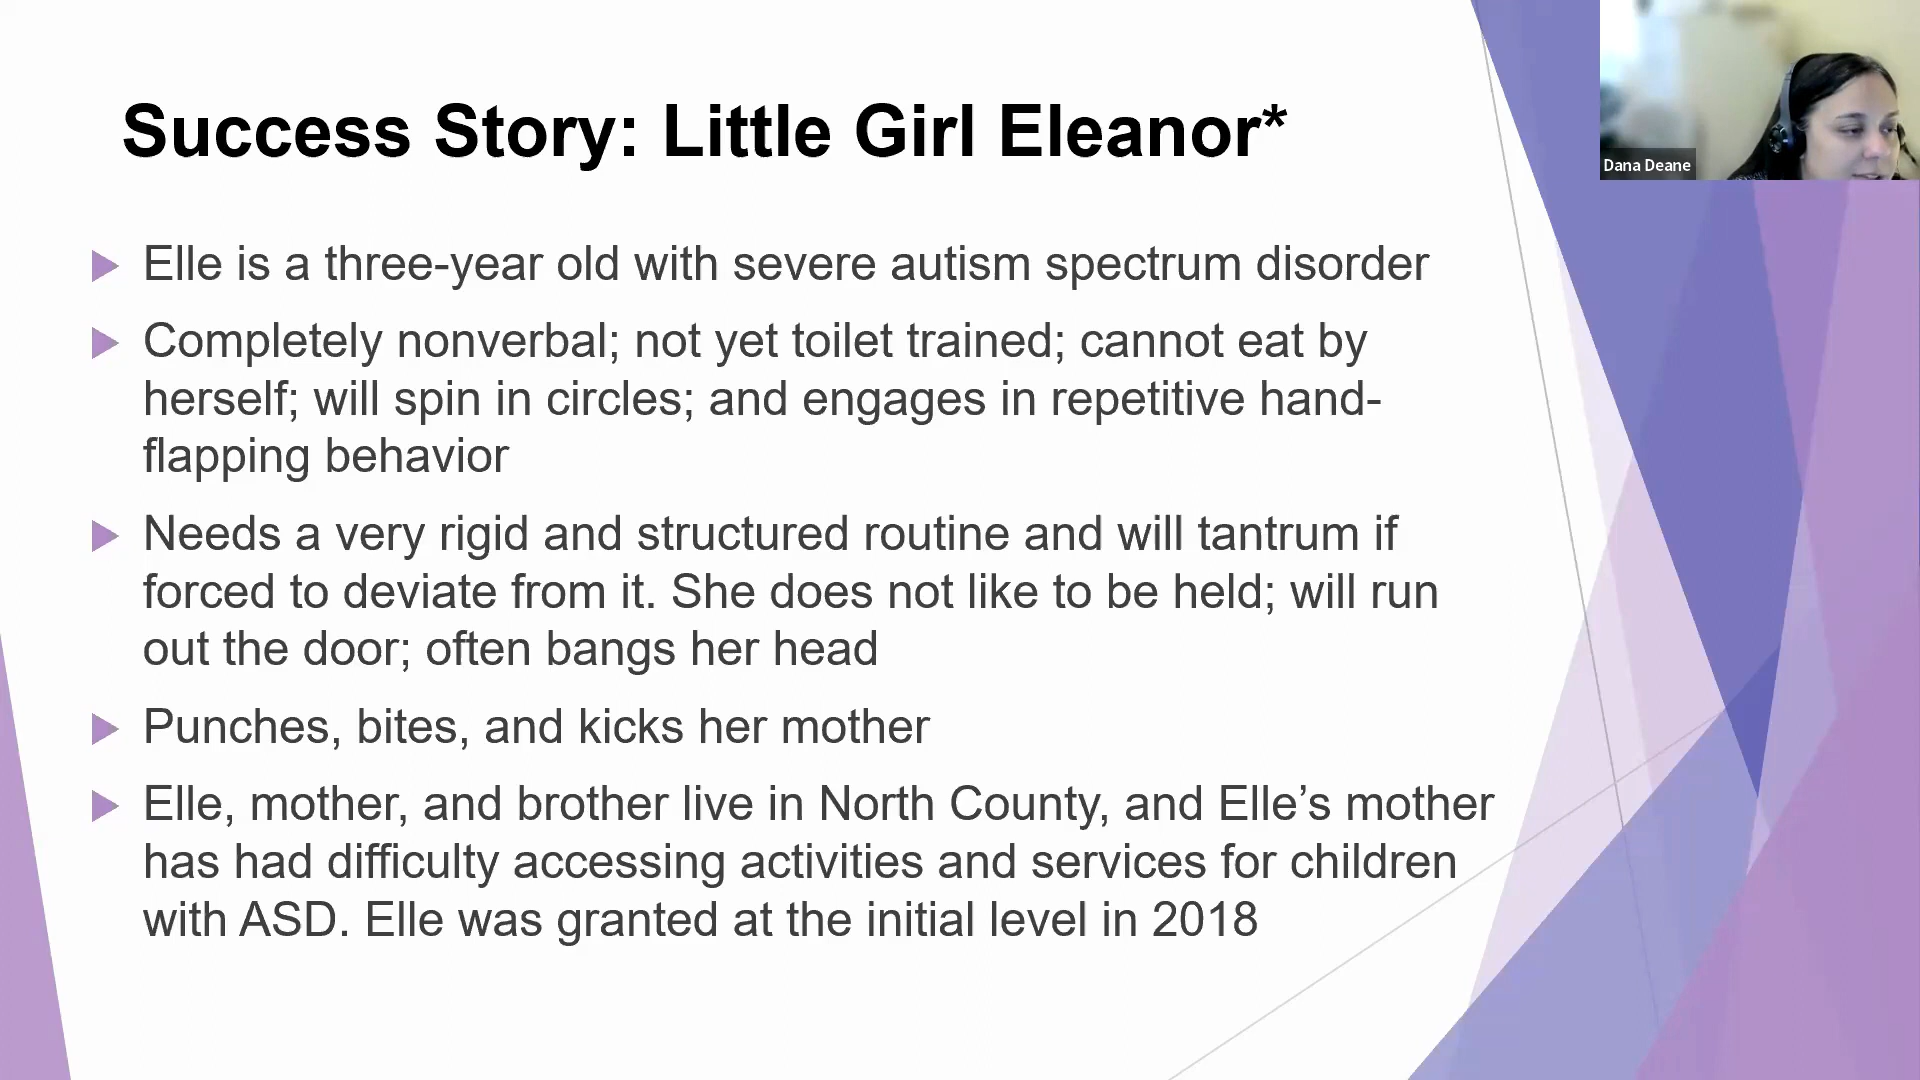 Success Story: Little Girl Eleanor*
Dana Deane
Elle is a three-year old with severe autism spectrum disorder
Completely nonverbal; not yet toilet trained; cannot eat by
herself; will spin in circles; and engages in repetitive hand-
flapping behavior
Needs a very rigid and structured routine and will tantrum if
forced to deviate from it. She does not like to be held; will run
out the door; often bangs her head
Punches, bites, and kicks her mother
Elle, mother, and brother live in North County, and Elle’s mother
has had difficulty accessing activities and services for children
with ASD. Elle was granted at the initial level in 2018